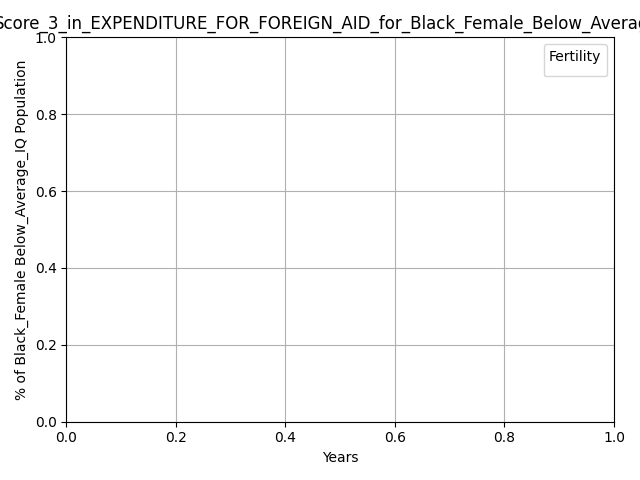 Score_3_in_EXPENDITURE_FOR_FOREIGN_AID_for_Black_Female_Below_Averag
Fertility
% of Black_Female Below_Average_IQ Population
1.0
0.8
0.6
0.4
0.2
0.0
0.0 0.2 0.4 0.6 0.8 1.0
Years